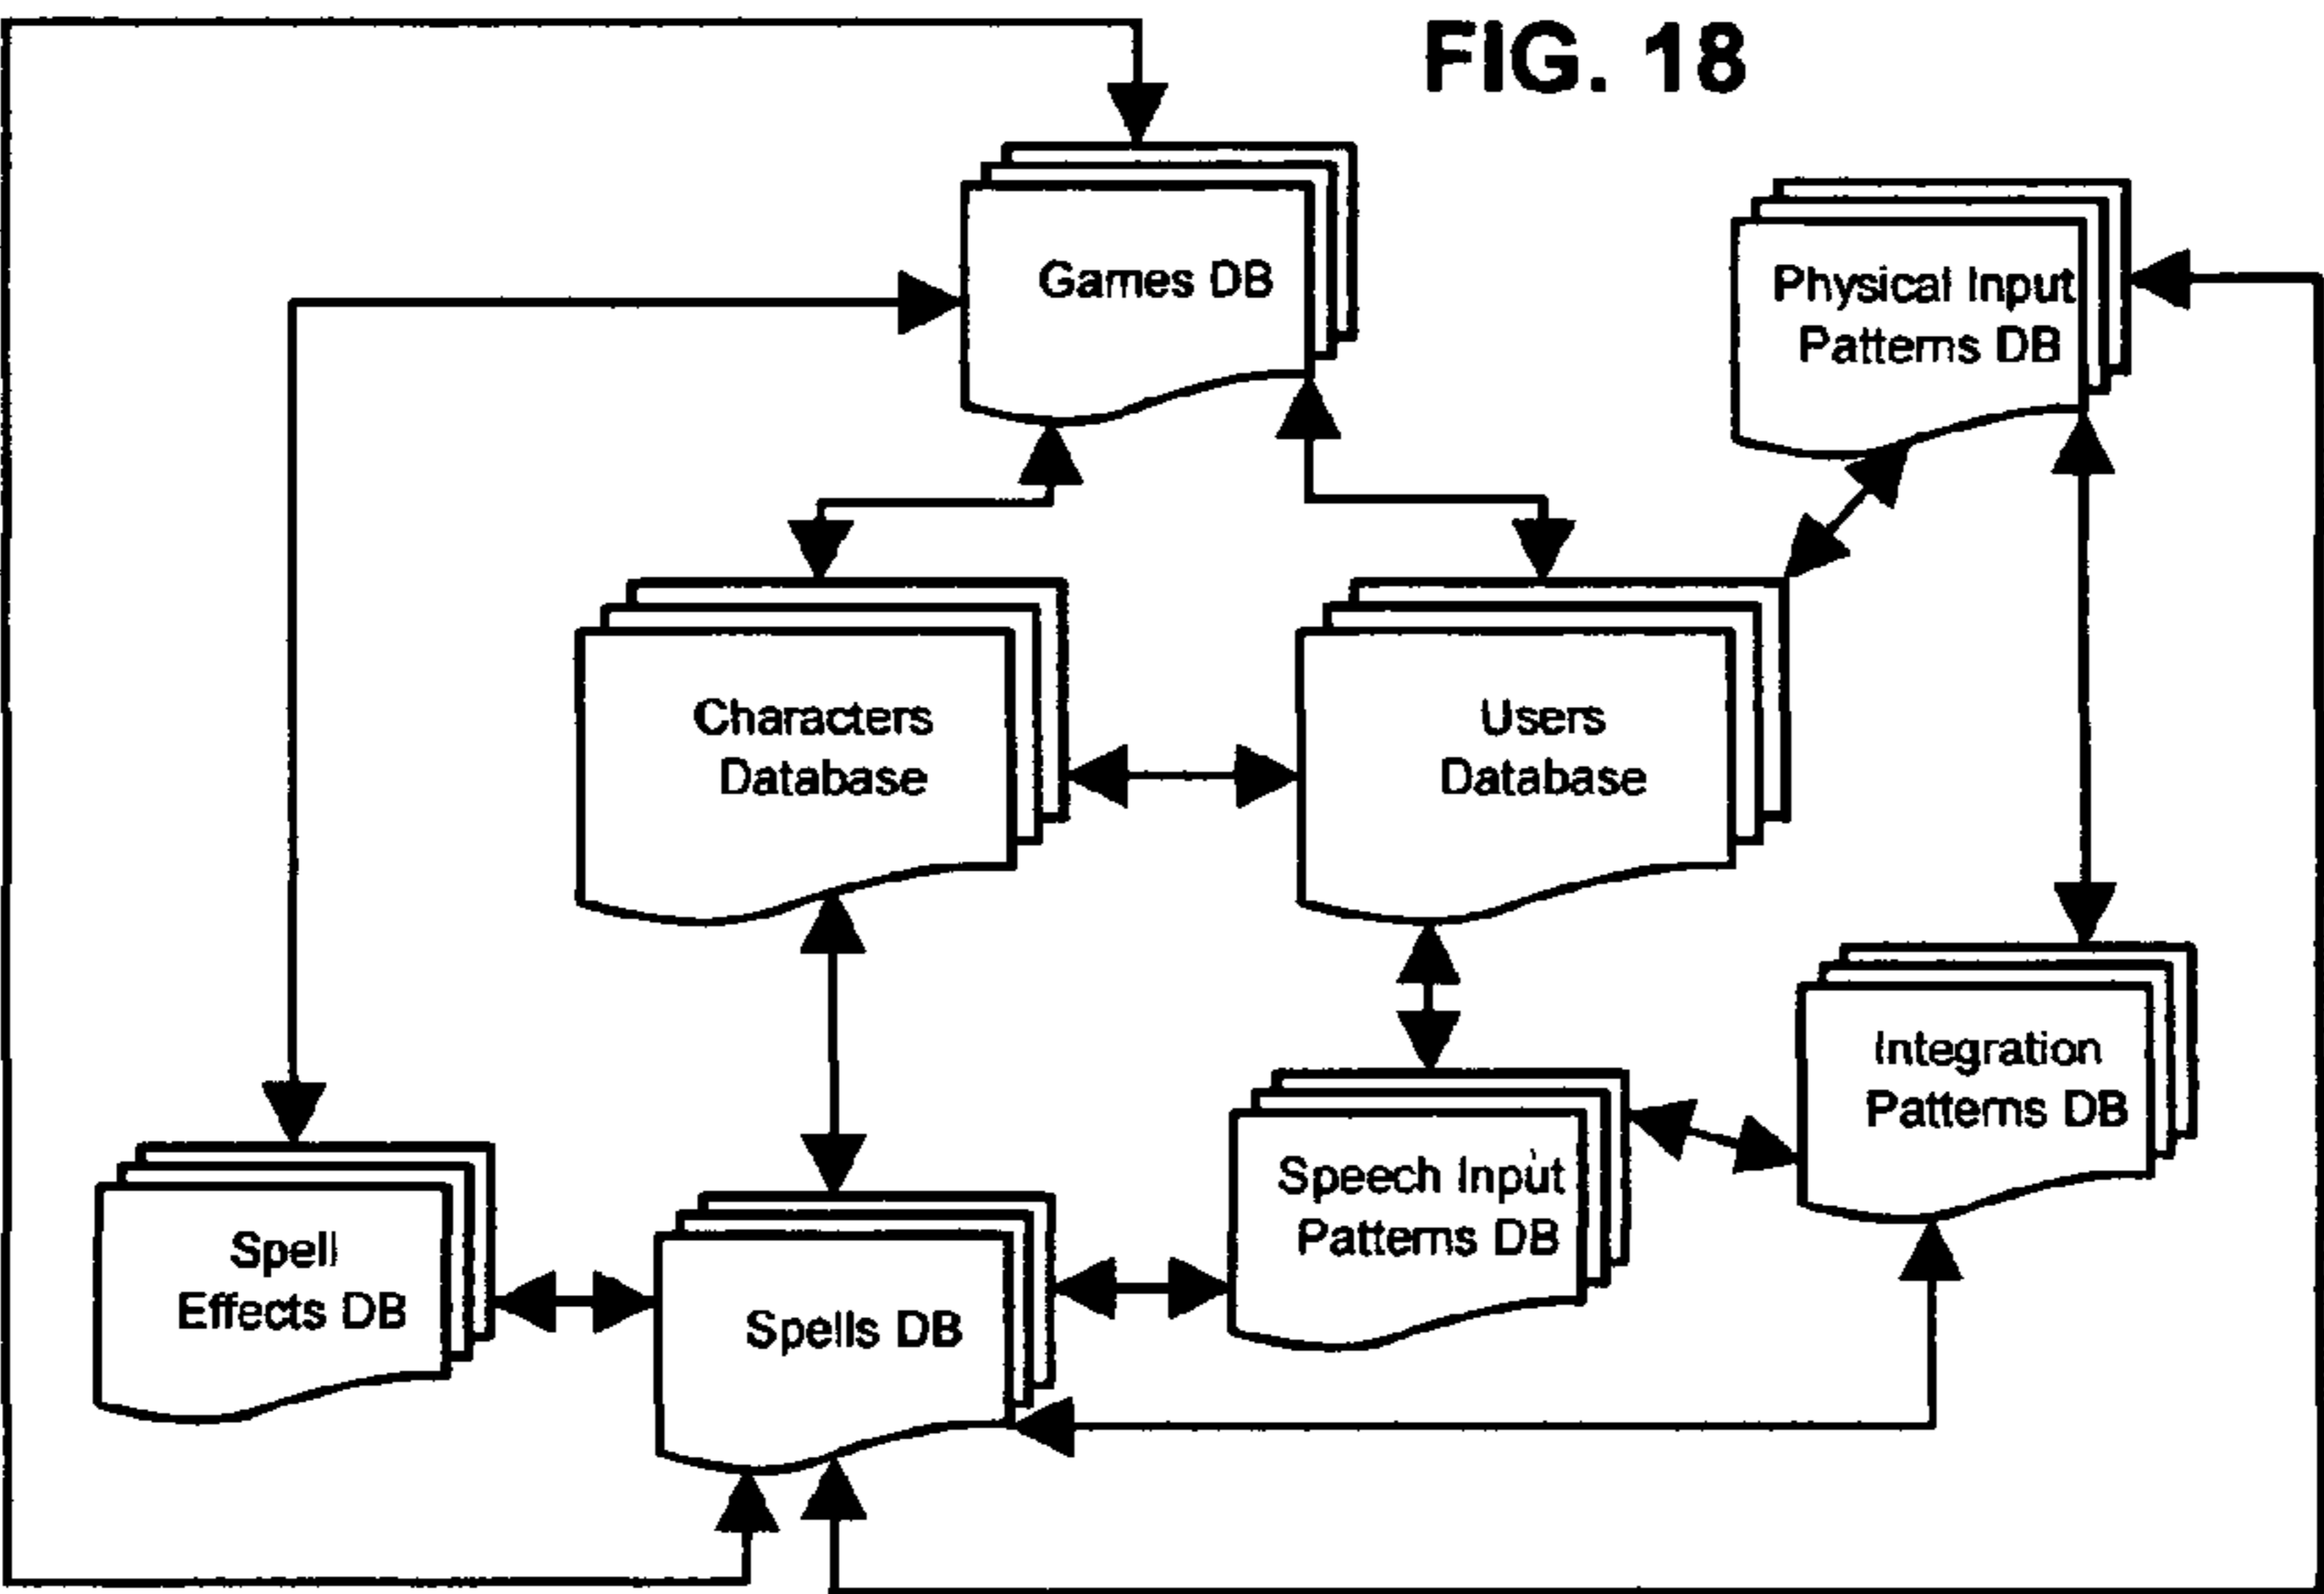 FIG. 18
Games DB
Physical Input
Patterns DB
Characters
Database
Users
Database
Integration
Patterns DB
Speech Input
Patterns DB
Spell
Effects DB
Spells DB